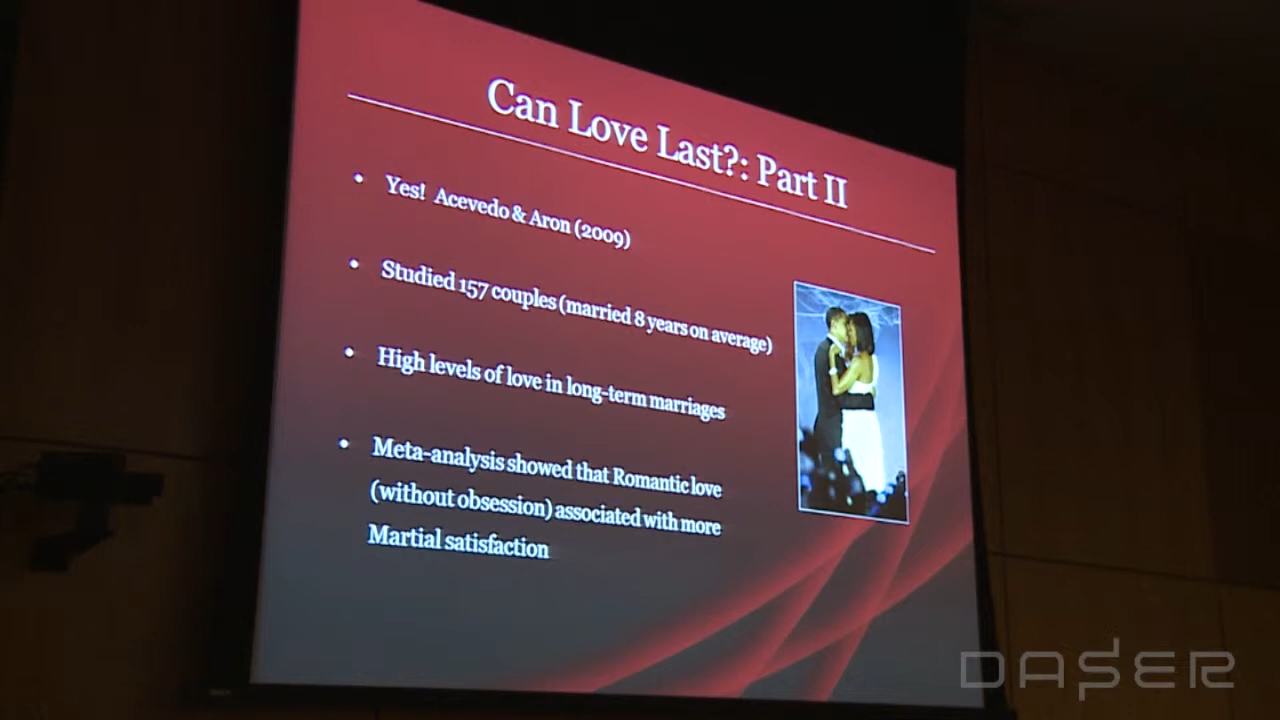 Can Love Last?: Part II
• Yes! Acevedo & Aron (2009)
• Studied 157 couples (married 8 years on average)
• High levels of love in long-term marriages
• Meta-analysis showed that Romantic love
(without obsession) associated with more
Martial satisfaction
DASER